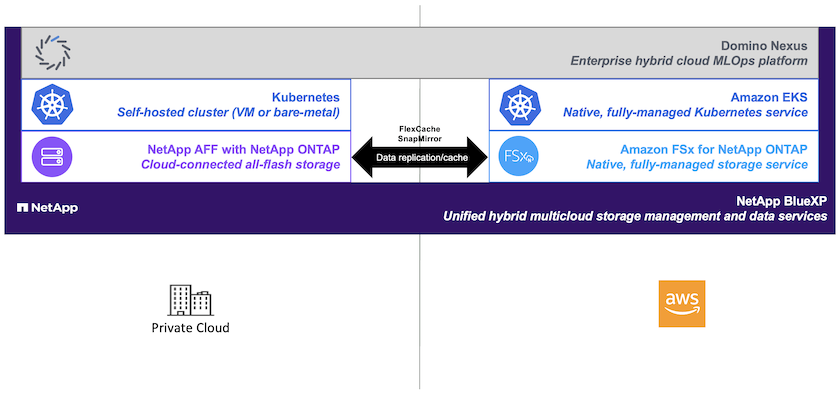 Domino Nexus
Enterprise hybrid cloud MLOps platform
Kubernetes
Self-hosted cluster (VM or bare-metal)
Amazon EKS
Native, fully-managed Kubernetes service
NetApp AFF with NetApp ONTAP
Cloud-connected all-flash storage
FlexCache
SnapMirror
Data replication/cache
FSx
Amazon FSx for NetApp ONTAP
Native, fully-managed storage service
NetApp
NetApp BlueXP
Unified hybrid multicloud storage management and data services
Private Cloud
aws